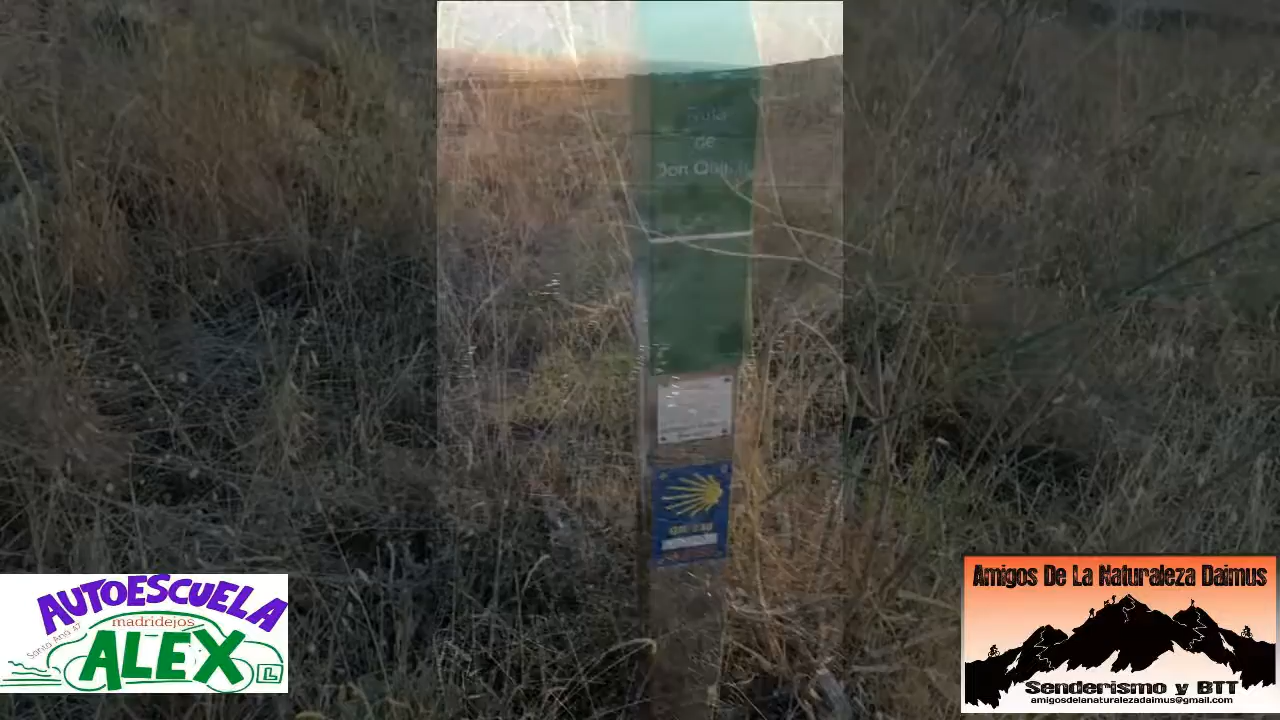 Ruta
de
Don Quijote
AUTOESCUELA
madridejos
Santa Ana 47
ALEX
L
Amigos De La Naturaleza Daimus
Senderismo y BTT
amigosdelanaturalezadaimus@gmail.com